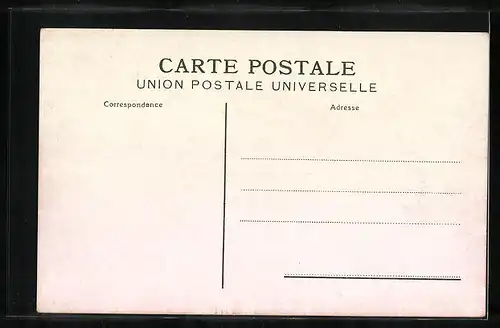 CARTE POSTALE
UNION POSTALE UNIVERSELLE
Correspondance
Adresse